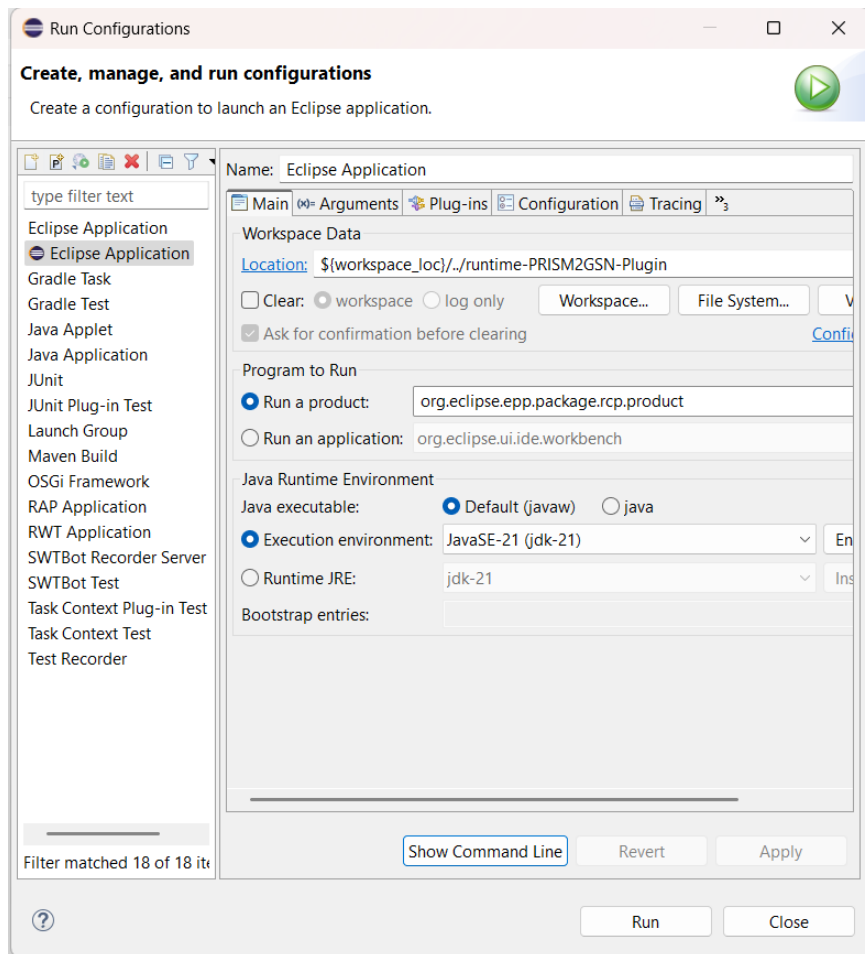 Run Configurations
Create, manage, and run configurations
Create a configuration to launch an Eclipse application.
type filter text
Eclipse Application
Eclipse Application
Gradle Task
Gradle Test
Java Applet
Java Application
JUnit
JUnit Plug-in Test
Launch Group
Maven Build
OSGi Framework
RAP Application
RWT Application
SWTBot Recorder Server
SWTBot Test
Task Context Plug-in Test
Task Context Test
Test Recorder
Filter matched 18 of 18 ite
Name: Eclipse Application
Main (x)= Arguments Plug-ins Configuration Tracing »3
Workspace Data
Location: ${workspace_loc}/../runtime-PRISM2GSN-Plugin
Clear: workspace log only Workspace... File System... V
Ask for confirmation before clearing Confi
Program to Run
Run a product: org.eclipse.epp.package.rcp.product
Run an application: org.eclipse.ui.ide.workbench
Java Runtime Environment
Java executable: Default (javaw) java
Execution environment: JavaSE-21 (jdk-21) En
Runtime JRE: jdk-21 Ins
Bootstrap entries:
Show Command Line Revert Apply
? Run Close